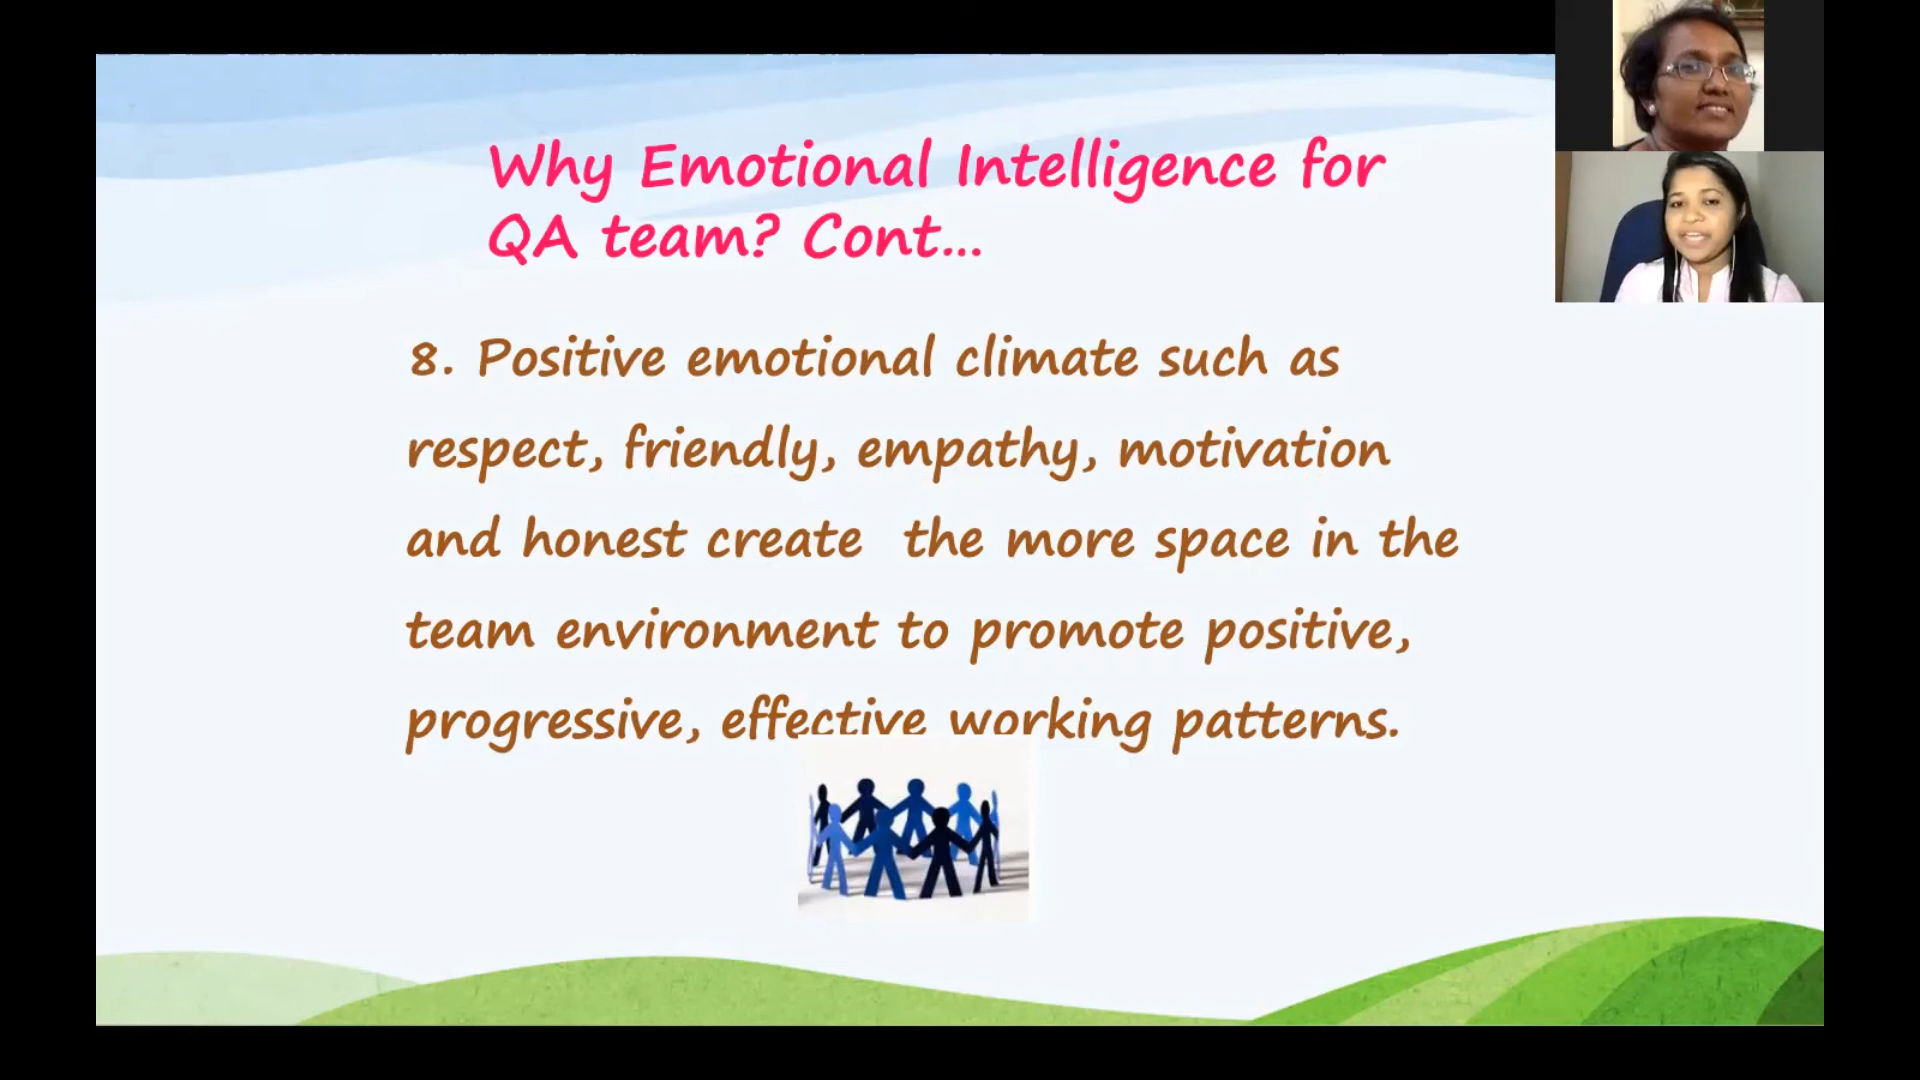 Why Emotional Intelligence for
QA team? Cont...
8. Positive emotional climate such as
respect, friendly, empathy, motivation
and honest create the more space in the
team environment to promote positive,
progressive, effective working patterns.